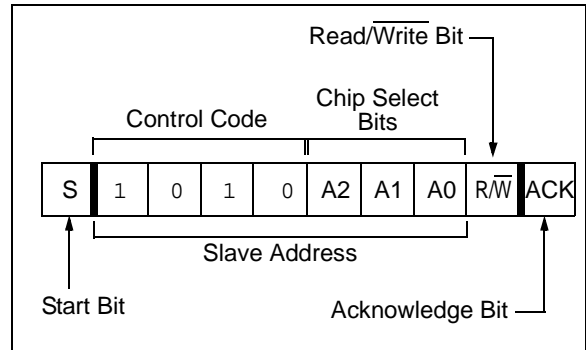 Read/Write Bit
Chip Select
Bits
Control Code
S 1 0 1 0 A2 A1 A0 R/W ACK
Slave Address
Start Bit
Acknowledge Bit